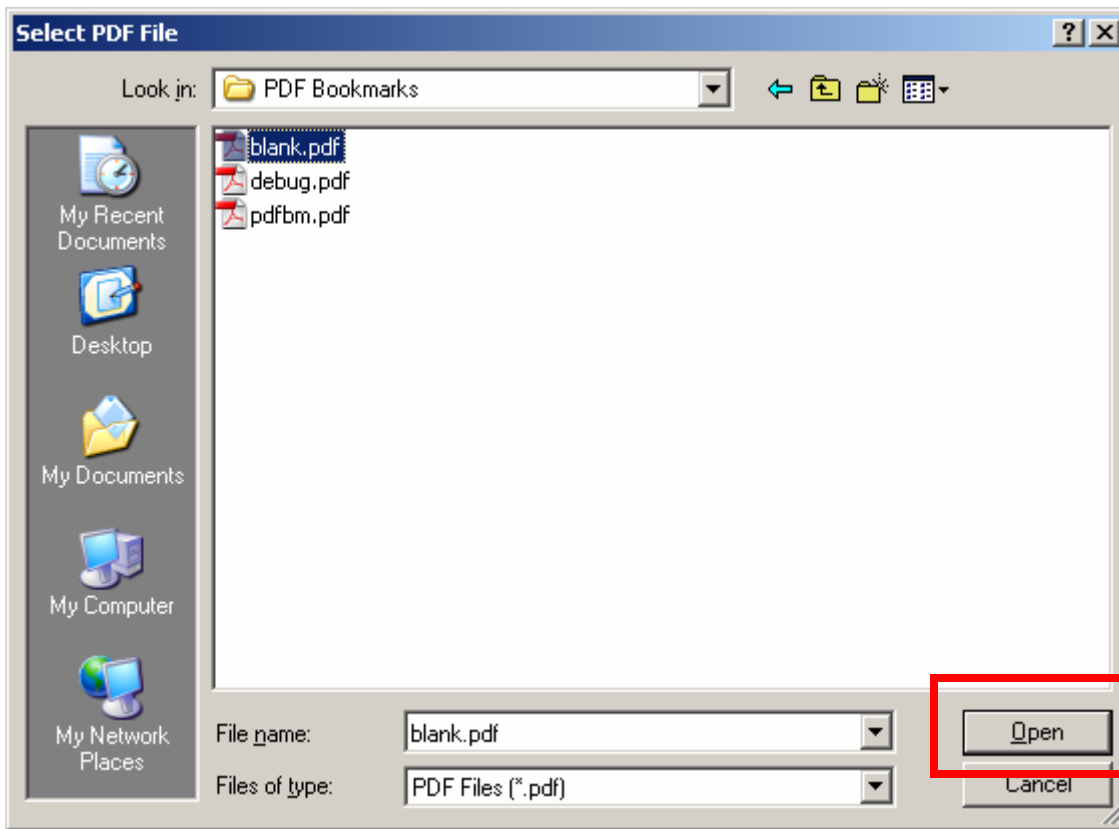 Select PDF File
Look in:
PDF Bookmarks
blank.pdf
debug.pdf
pdfbm.pdf
My Recent
Documents
Desktop
My Documents
My Computer
My Network
Places
File name:
blank.pdf
Open
Files of type:
PDF Files (*.pdf)
Cancel